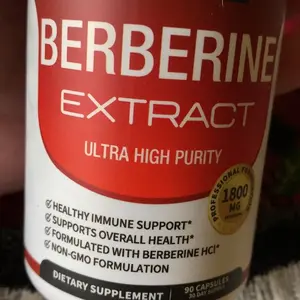 BERBERINE
EXTRACT
ULTRA HIGH PURITY
1800
MG
HEALTHY IMMUNE SUPPORT*
SUPPORTS OVERALL HEALTH*
FORMULATED WITH BERBERINE HCl*
NON-GMO FORMULATION
DIETARY SUPPLEMENT
90 CAPSULES